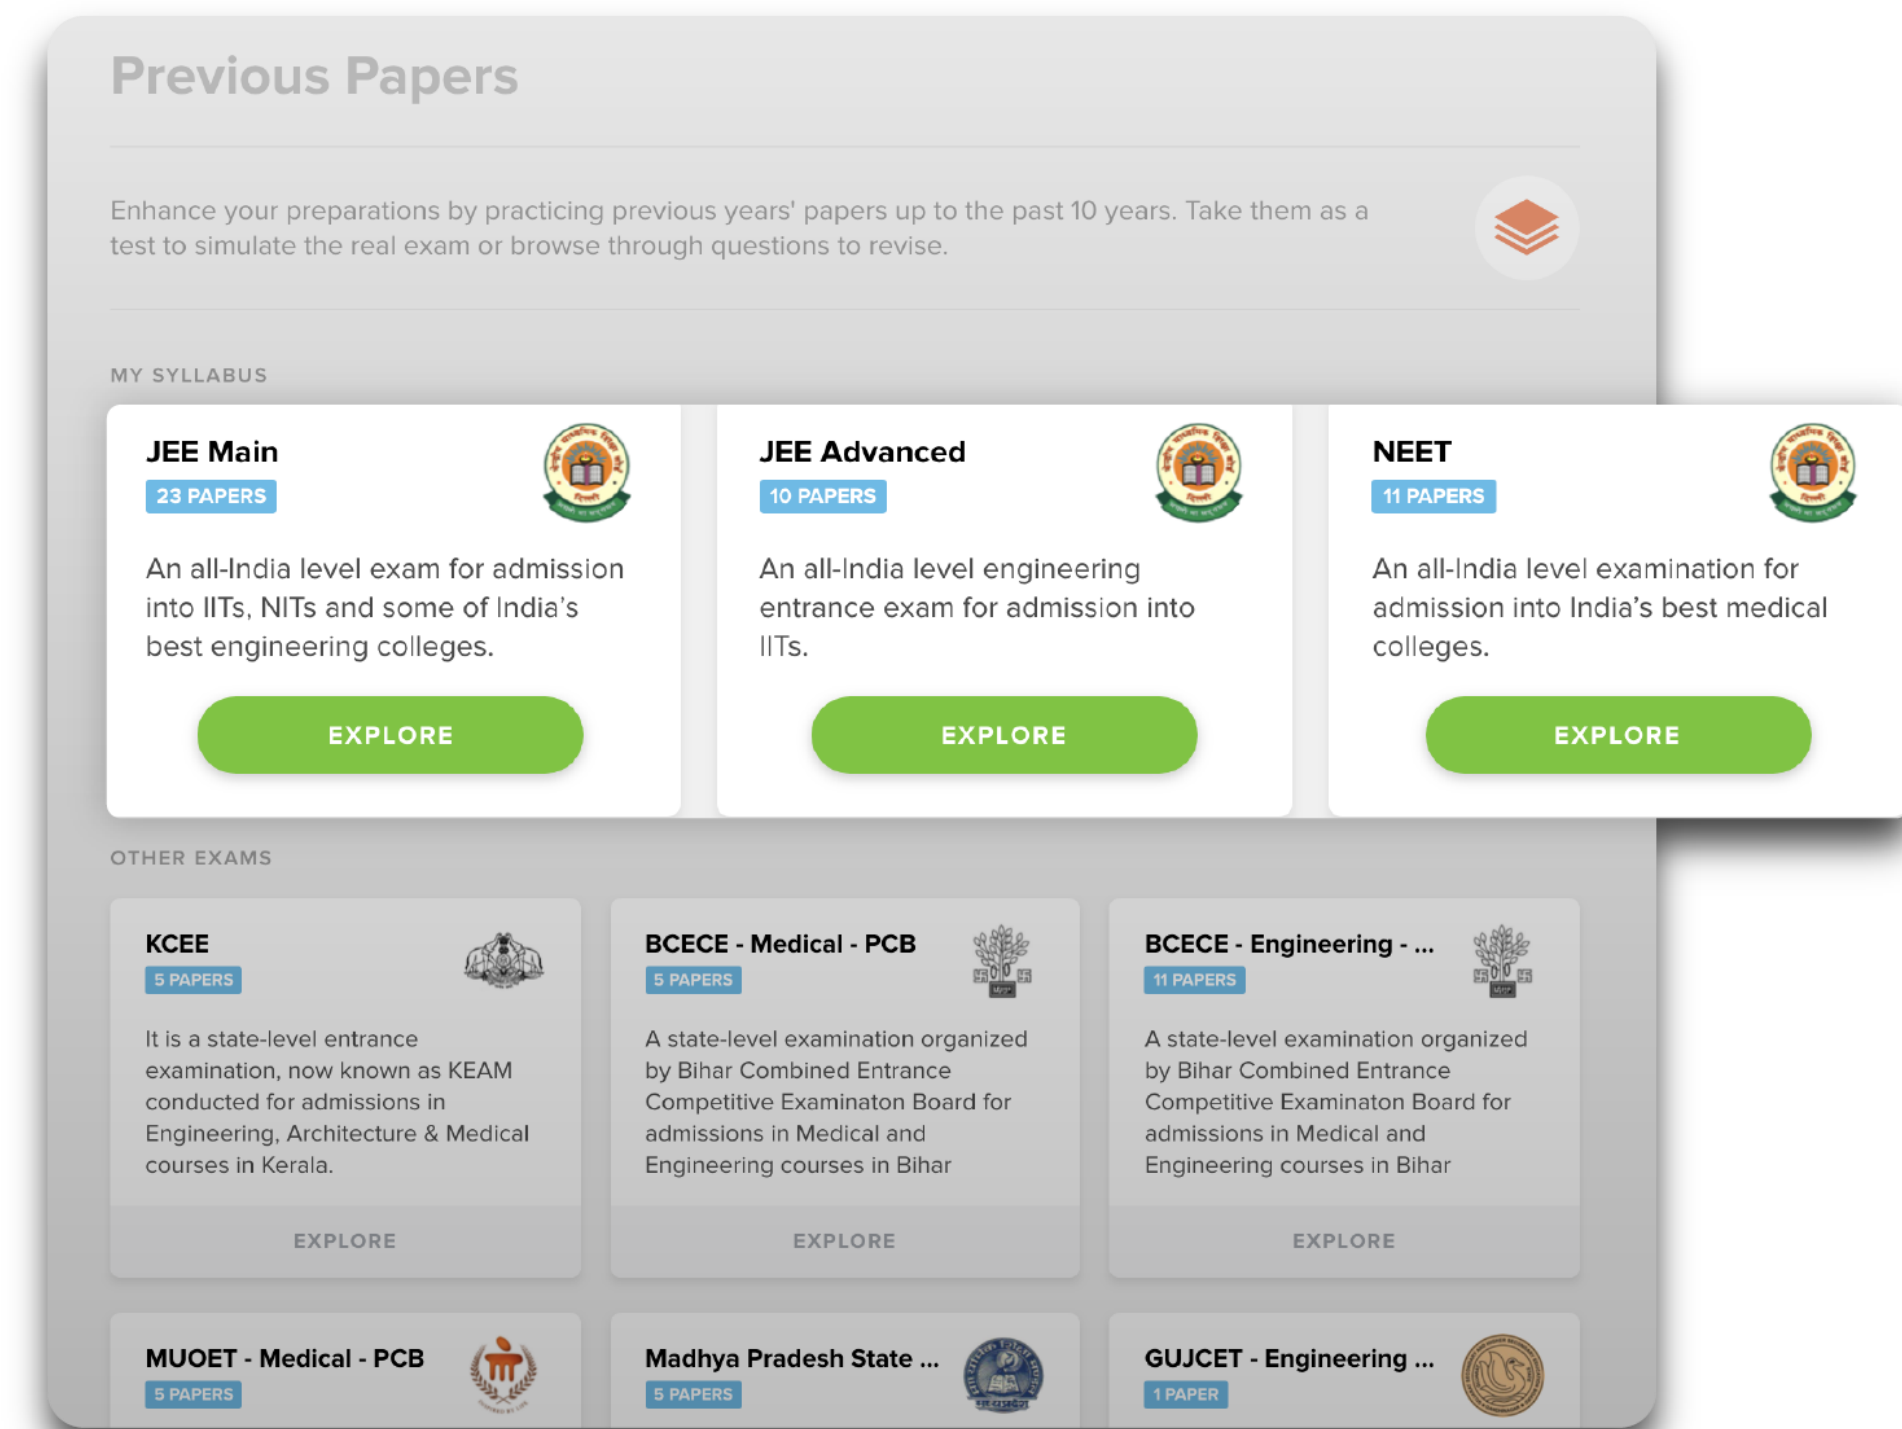 Previous Papers
Enhance your preparations by practicing previous years' papers up to the past 10 years. Take them as a
test to simulate the real exam or browse through questions to revise.
MY SYLLABUS
JEE Main
23 PAPERS
An all-India level exam for admission
into IITs, NITs and some of India's
best engineering colleges.
EXPLORE
JEE Advanced
10 PAPERS
An all-India level engineering
entrance exam for admission into
IITs.
EXPLORE
NEET
11 PAPERS
An all-India level examination for
admission into India's best medical
colleges.
EXPLORE
OTHER EXAMS
KCEE
5 PAPERS
It is a state-level entrance
examination, now known as KEAM
conducted for admissions in
Engineering, Architecture & Medical
courses in Kerala.
EXPLORE
BCECE - Medical - PCB
5 PAPERS
A state-level examination organized
by Bihar Combined Entrance
Competitive Examinaton Board for
admissions in Medical and
Engineering courses in Bihar
EXPLORE
BCECE - Engineering - ...
11 PAPERS
A state-level examination organized
by Bihar Combined Entrance
Competitive Examinaton Board for
admissions in Medical and
Engineering courses in Bihar
EXPLORE
MUOET - Medical - PCB
5 PAPERS
Madhya Pradesh State ...
5 PAPERS
GUJCET - Engineering ...
1 PAPER